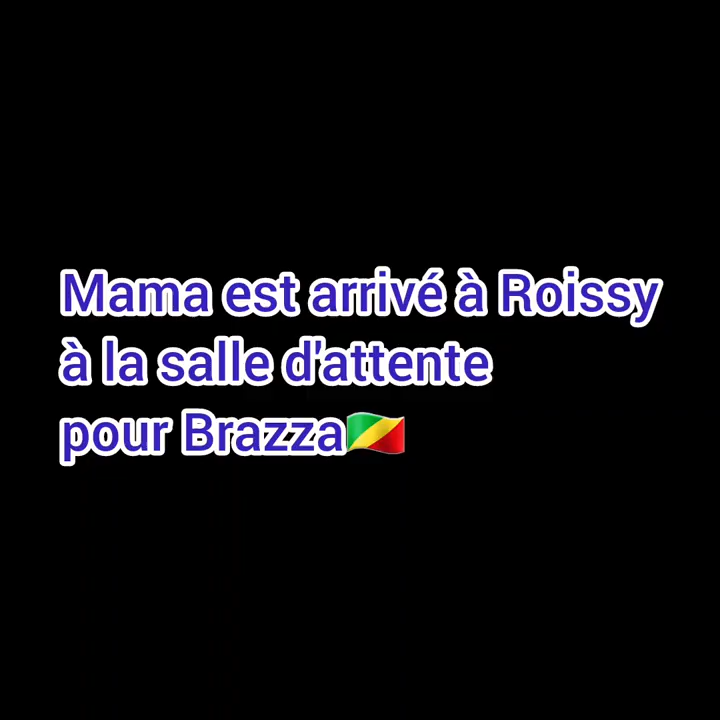 Mama est arrivé à Roissy
à la salle d'attente
pour Brazza🇨🇬